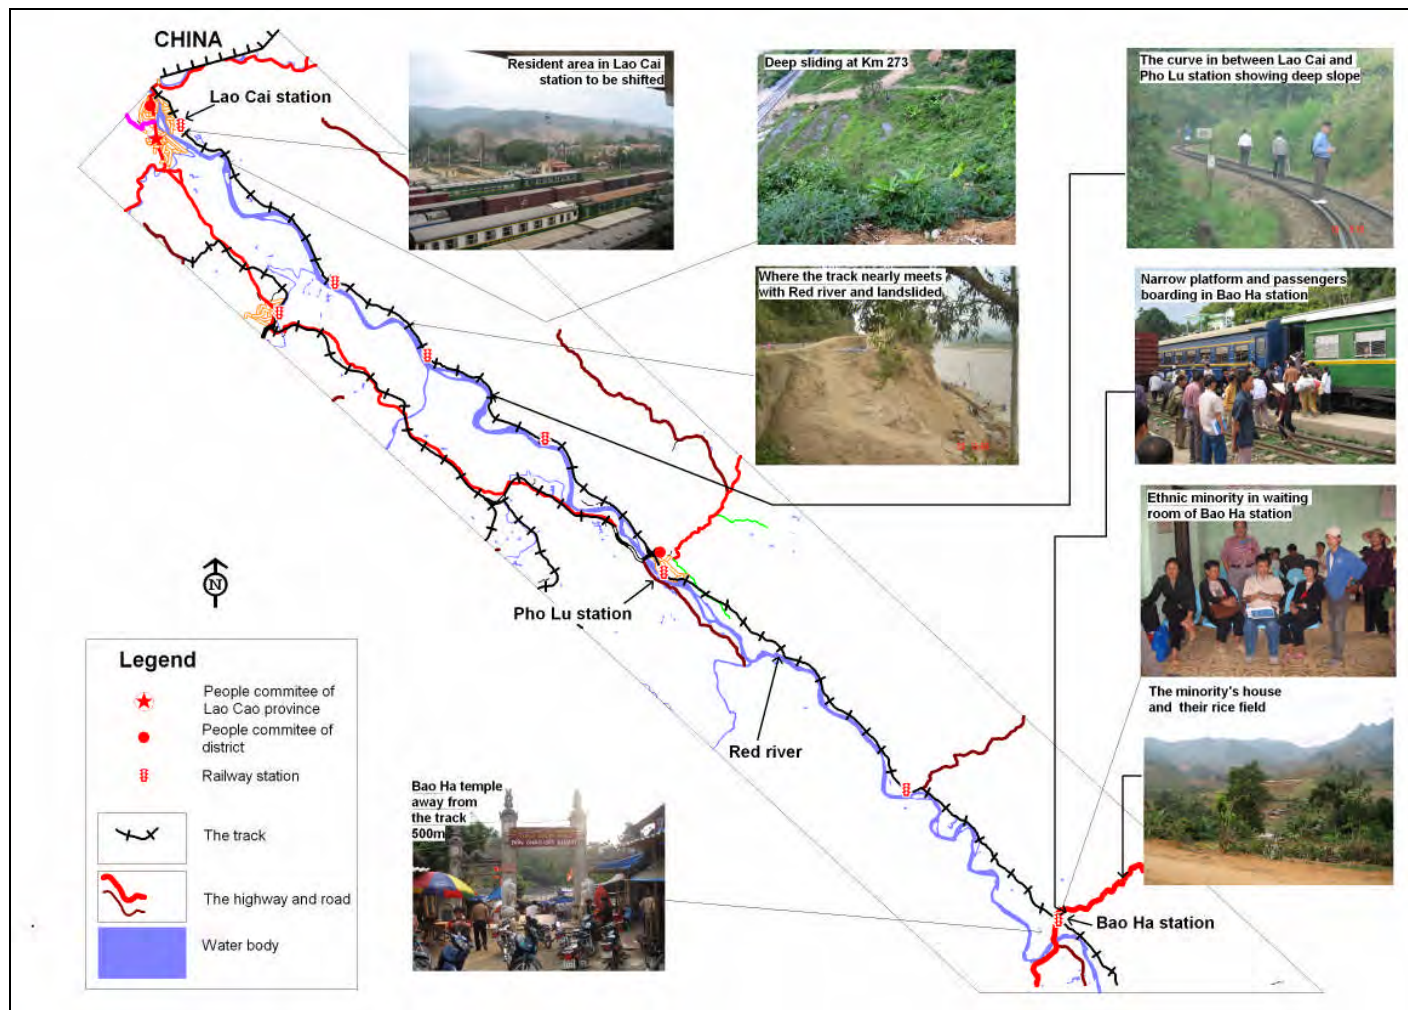 CHINA
Lao Cai station
Resident area in Lao Cai
station to be shifted
Deep sliding at Km 273
The curve in between Lao Cai and
Pho Lu station showing deep slope
Where the track nearly meets
with Red river and landslided
Narrow platform and passengers
boarding in Bao Ha station
Ethnic minority in waiting
room of Bao Ha station
N
Pho Lu station
The minority's house
and their rice field
Red river
Bao Ha temple
away from
the track
500m
Bao Ha station
Legend
People commitee of
Lao Cao province
People commitee of
district
Railway station
The track
The highway and road
Water body